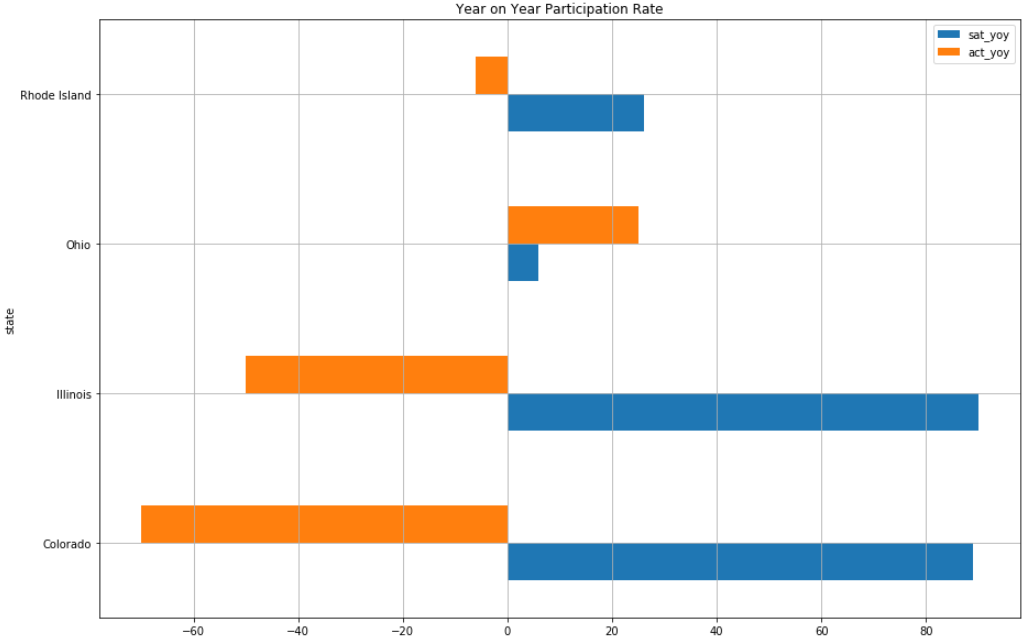 Year on Year Participation Rate
sat_yoy
act_yoy
Rhode Island
Ohio
state
Illinois
Colorado
−60 −40 −20 0 20 40 60 80